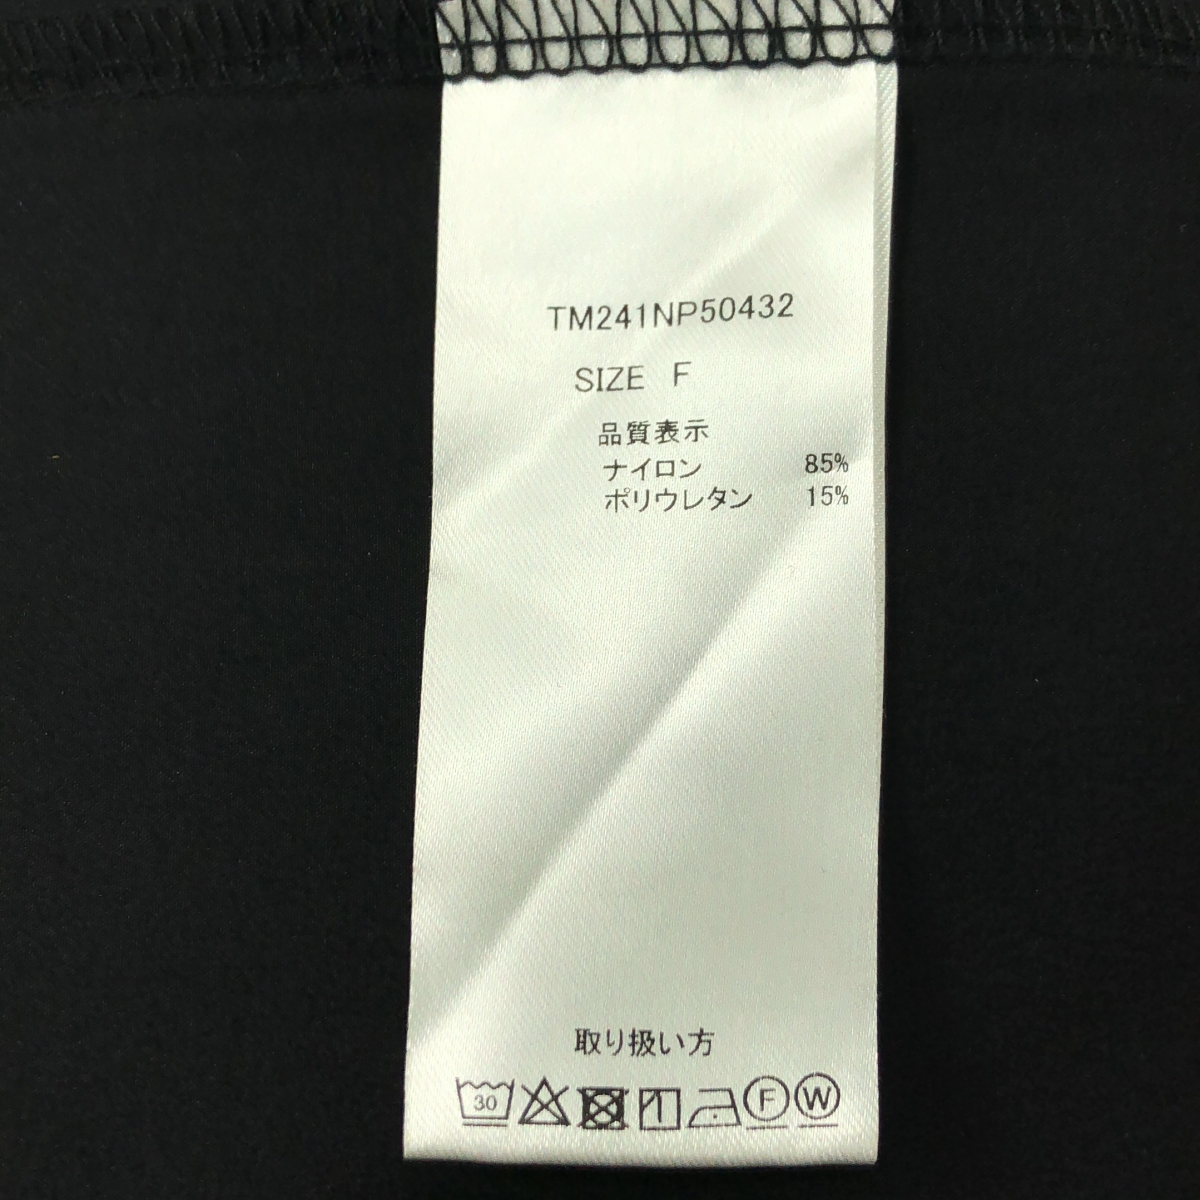 TM241NP50432
SIZE F
品質表示
ナイロン 85%
ポリウレタン 15%
取り扱い方
30 F W